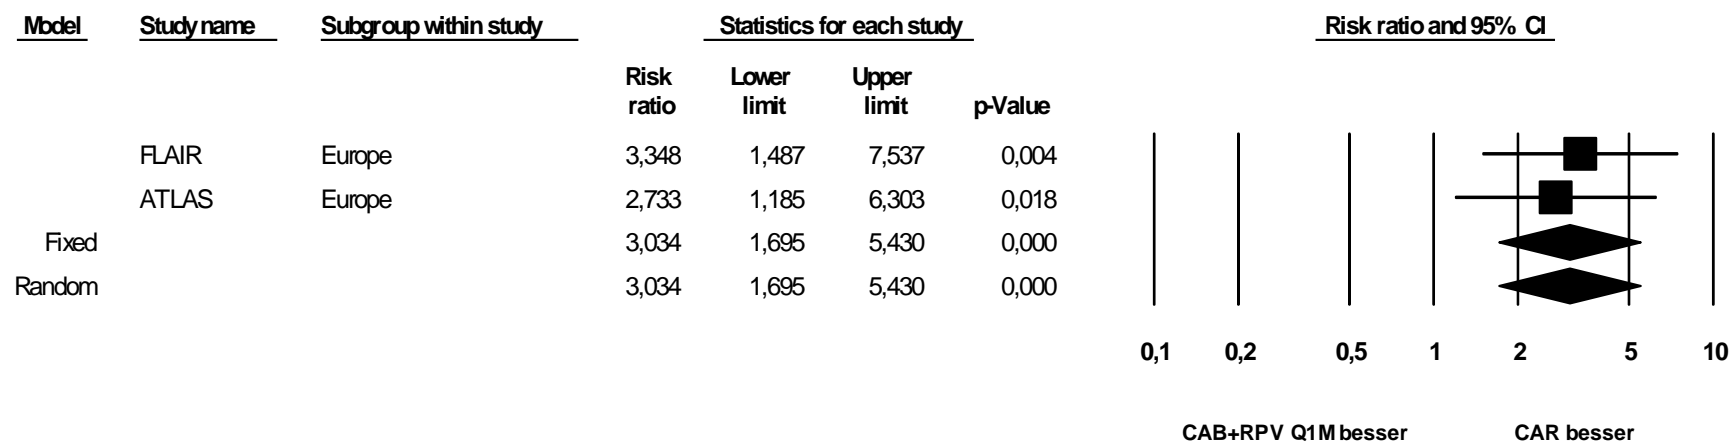 Model Study name Subgroup within study Statistics for each study Risk ratio and 95% CI
Risk ratio Lower limit Upper limit p-Value
FLAIR Europe 3,348 1,487 7,537 0,004
ATLAS Europe 2,733 1,185 6,303 0,018
Fixed 3,034 1,695 5,430 0,000
Random 3,034 1,695 5,430 0,000
0,1 0,2 0,5 1 2 5 10
CAB+RPV Q1M besser CAR besser